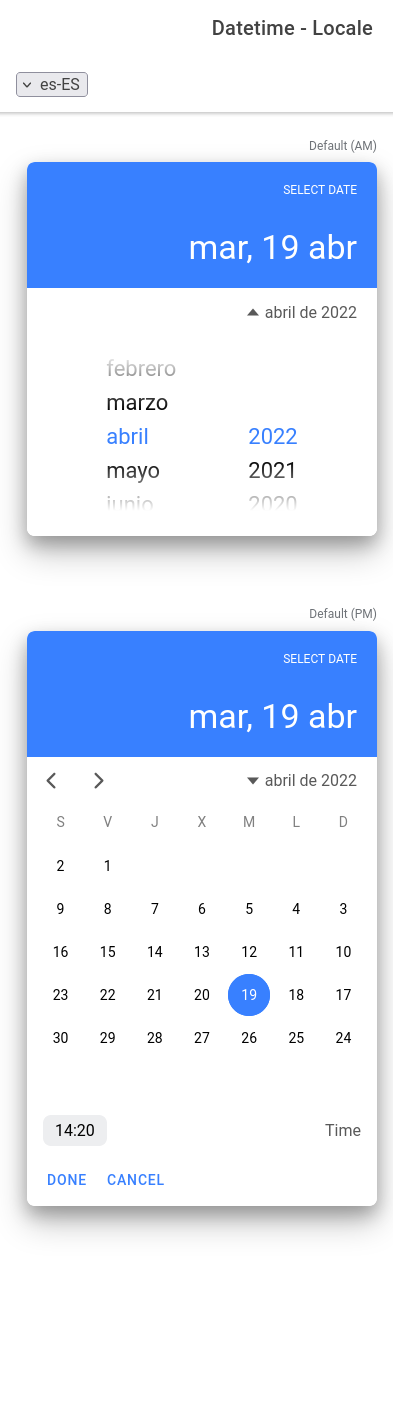 Datetime - Locale
es-ES
Default (AM)
SELECT DATE
mar, 19 abr
abril de 2022
febrero
marzo
abril 2022
mayo 2021
junio 2020
Default (PM)
SELECT DATE
mar, 19 abr
abril de 2022
S V J X M L D
2 1
9 8 7 6 5 4 3
16 15 14 13 12 11 10
23 22 21 20 19 18 17
30 29 28 27 26 25 24
14:20 Time
DONE CANCEL